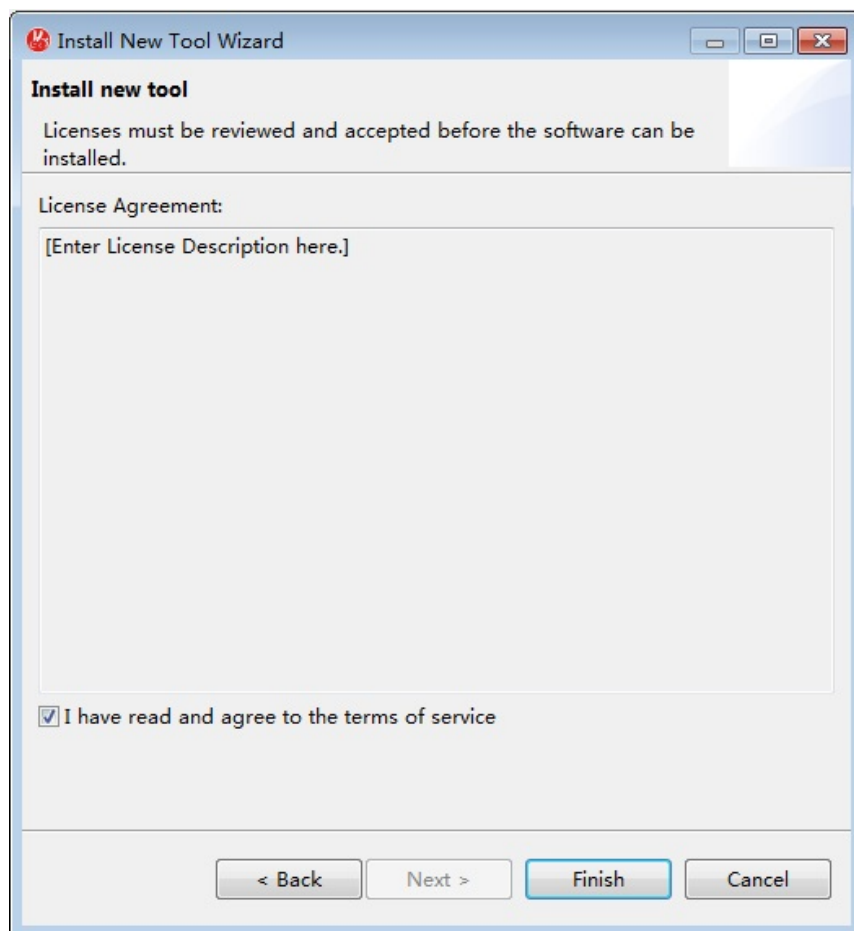 Install New Tool Wizard
Install new tool
Licenses must be reviewed and accepted before the software can be
installed.
License Agreement:
[Enter License Description here.]
I have read and agree to the terms of service
< Back
Next >
Finish
Cancel